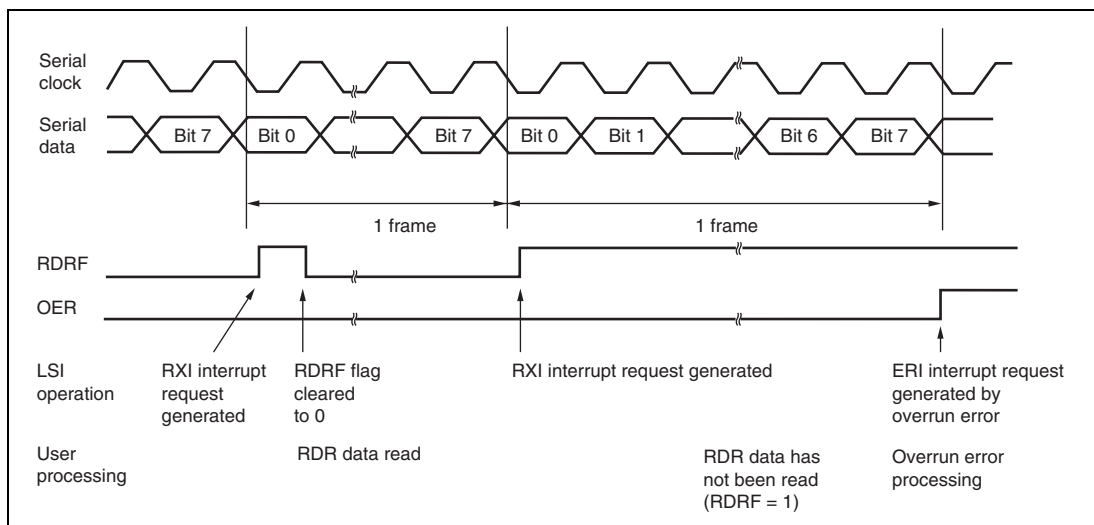 Serial
clock
Serial
data
Bit 7
Bit 0
Bit 7
Bit 0
Bit 1
Bit 6
Bit 7
1 frame
1 frame
RDRF
OER
LSI
operation
RXI interrupt
request
generated
RDRF flag
cleared
to 0
RXI interrupt request generated
ERI interrupt request
generated by
overrun error
User
processing
RDR data read
RDR data has
not been read
(RDRF = 1)
Overrun error
processing